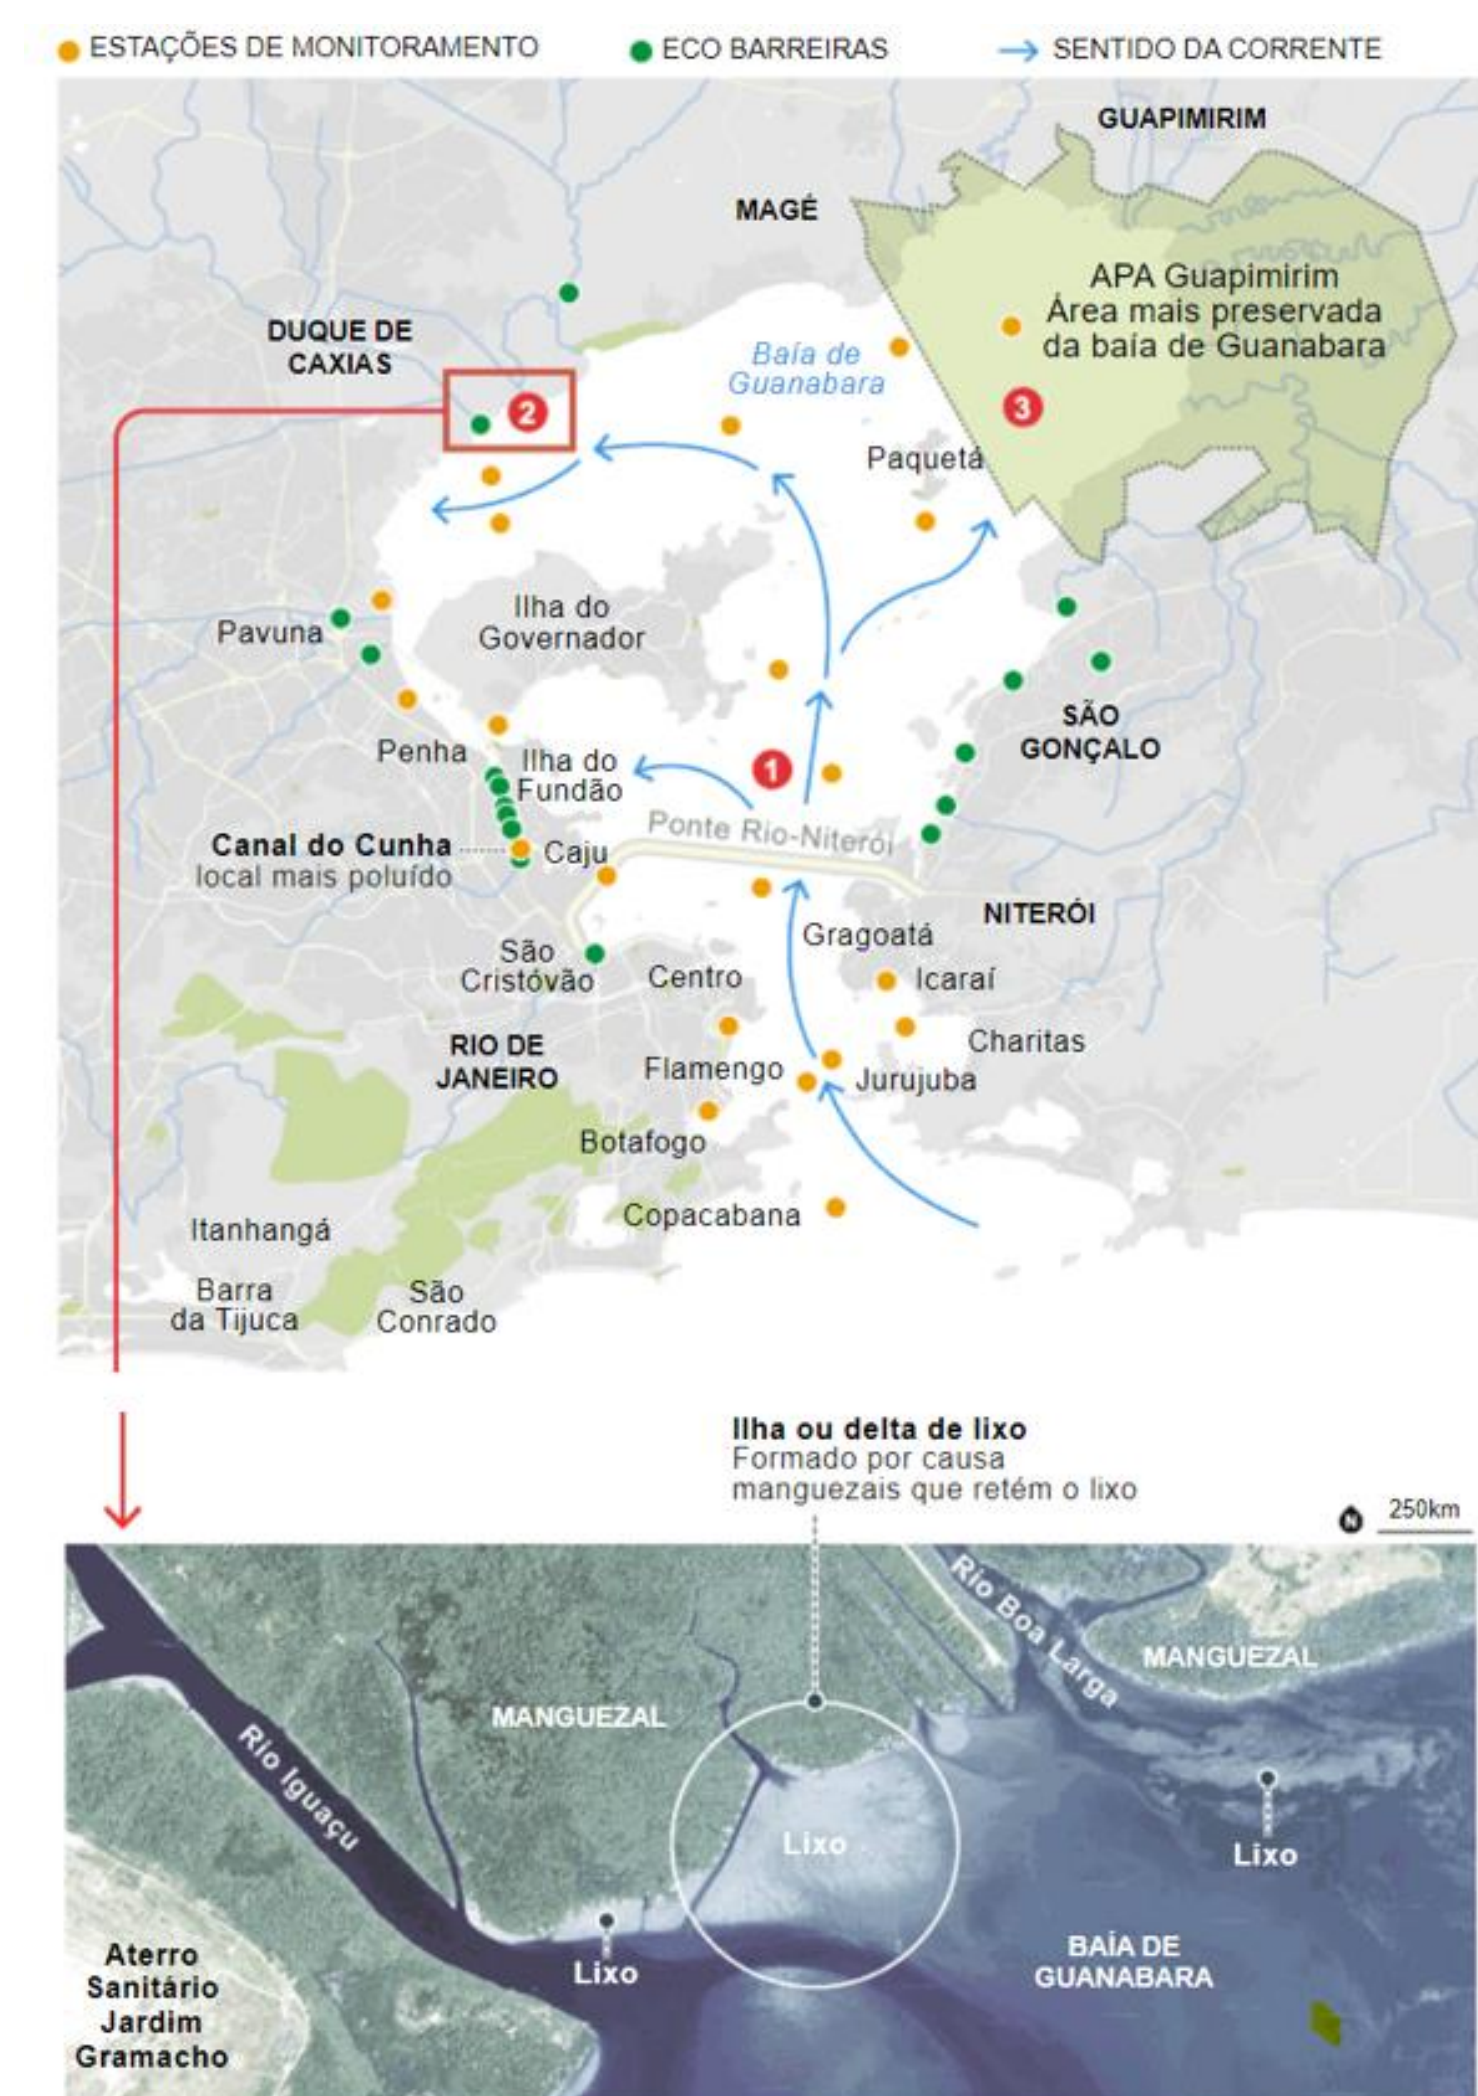 ESTAÇÕES DE MONITORAMENTO
ECO BARREIRAS
SENTIDO DA CORRENTE
GUAPIMIRIM
MAGÉ
APA Guapimirim
Área mais preservada
da baía de Guanabara
DUQUE DE
CAXIAS
Baía de
Guanabara
2
3
Paquetá
Ilha do
Governador
Pavuna
SÃO
GONÇALO
Penha
Ilha do
Fundão
1
Ponte Rio-Niterói
Canal do Cunha
local mais poluído
Caju
NITERÓI
Gragoatá
São
Cristóvão
Centro
Icaraí
RIO DE
JANEIRO
Charitas
Flamengo
Jurujuba
Botafogo
Copacabana
Itanhangá
Barra
da Tijuca
São
Conrado
Ilha ou delta de lixo
Formado por causa
manguezais que retém o lixo
N
250km
Rio Boa Larga
MANGUEZAL
MANGUEZAL
Rio Iguaçu
Lixo
Lixo
Lixo
Aterro
Sanitário
Jardim
Gramacho
BAÍA DE
GUANABARA